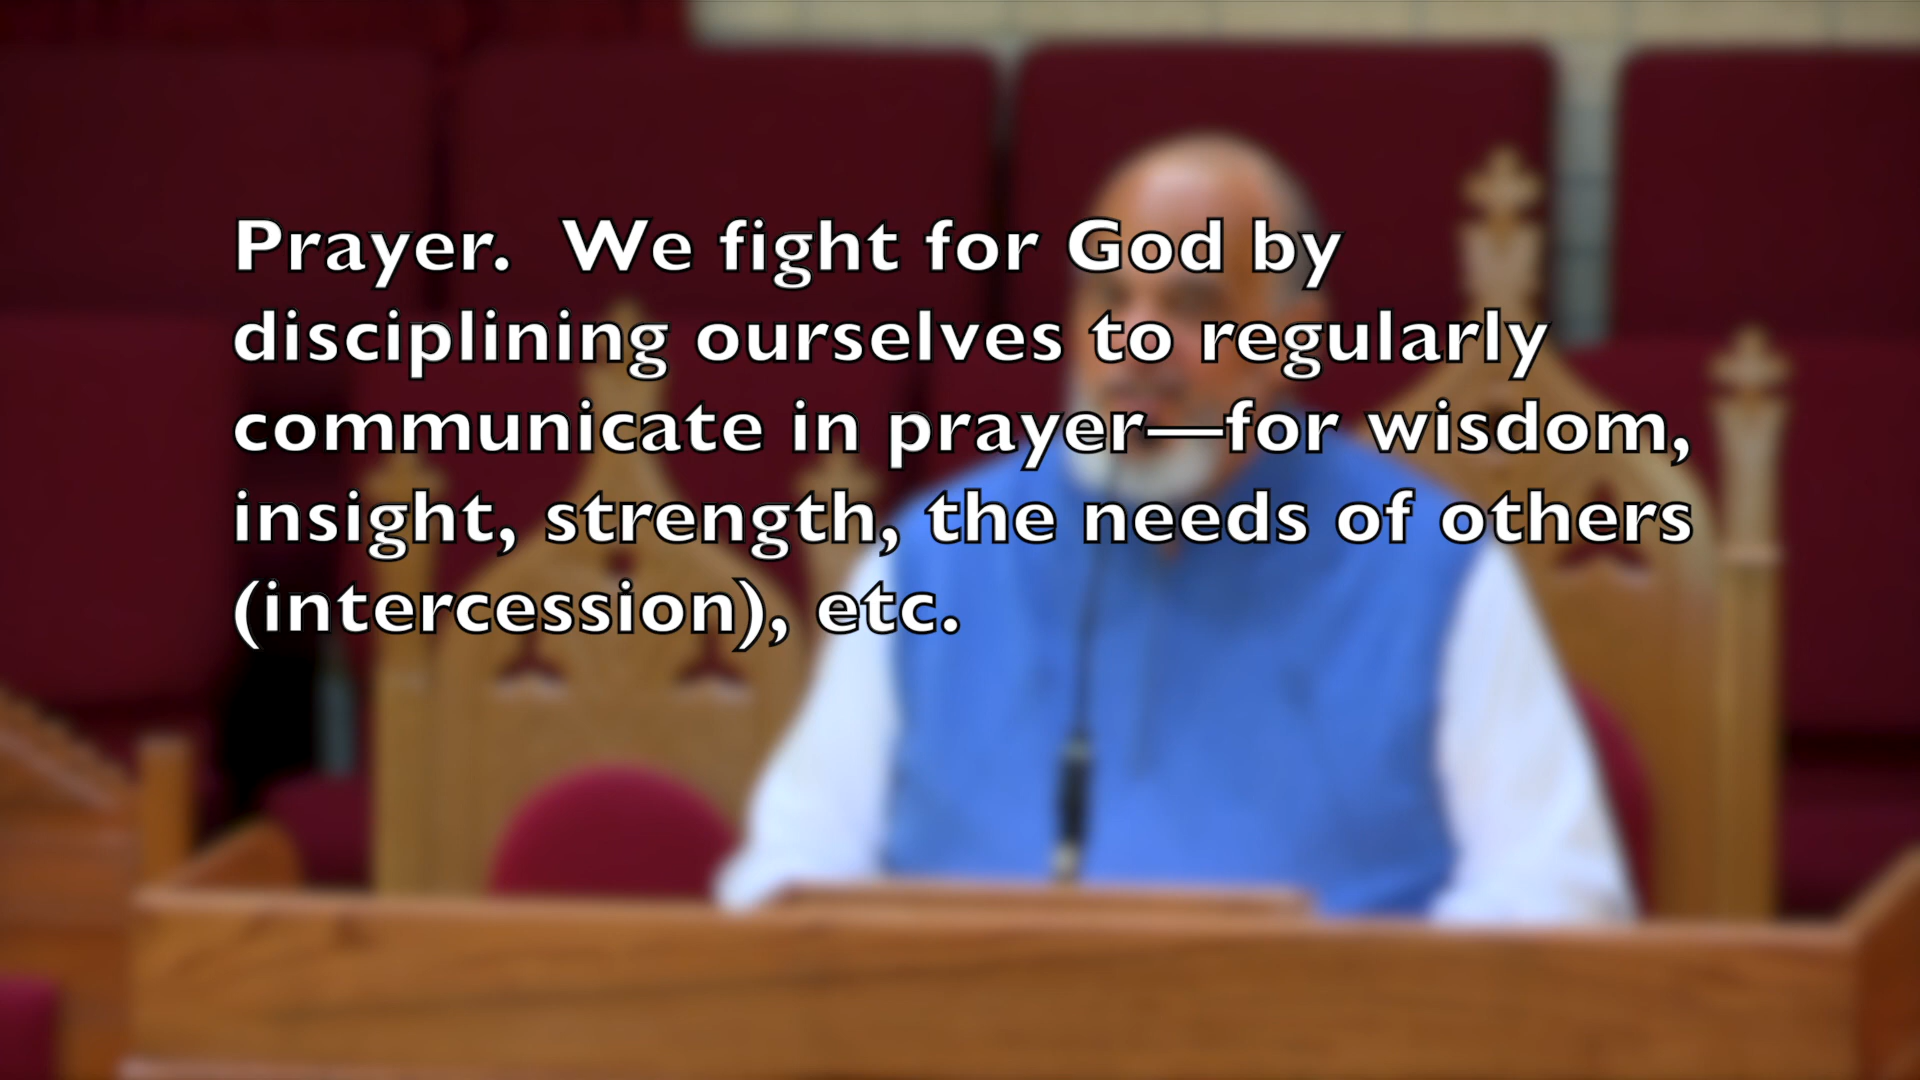 Prayer.  We fight for God by
disciplining ourselves to regularly
communicate in prayer—for wisdom,
insight, strength, the needs of others
(intercession), etc.